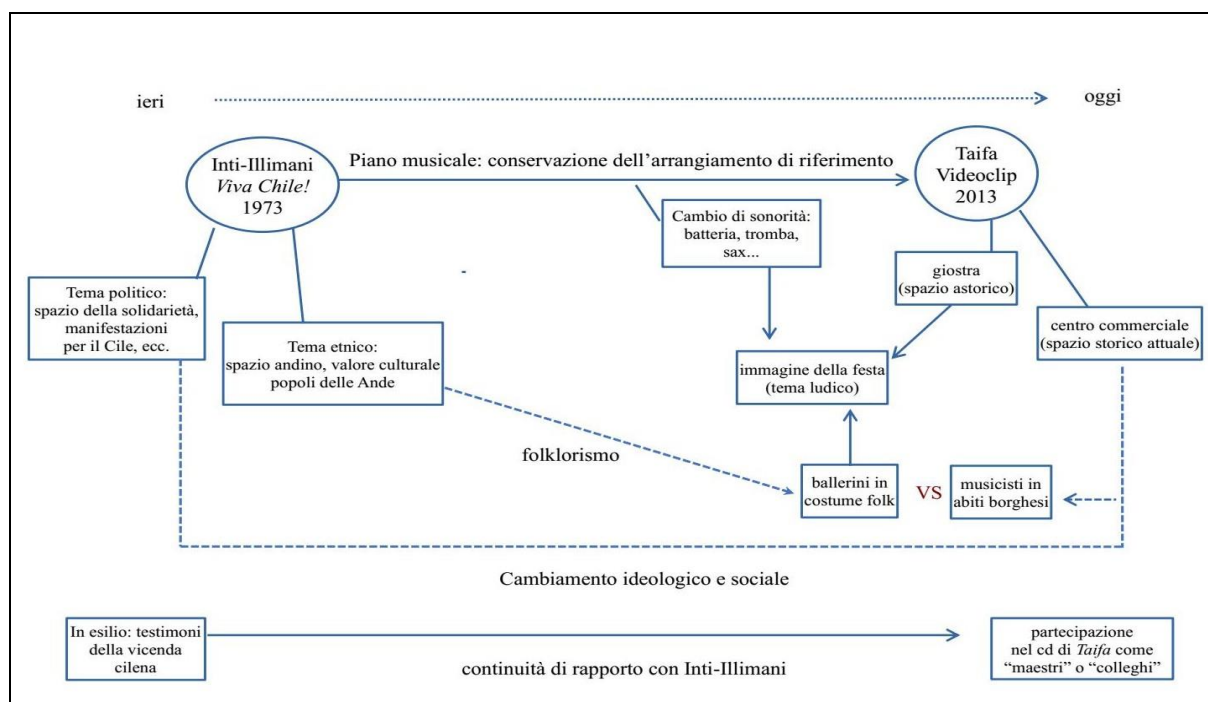 ieri
oggi
Inti-Illimani
Viva Chile!
1973
Piano musicale: conservazione dell’arrangiamento di riferimento
Taifa
Videoclip
2013
Cambio di sonorità:
batteria, tromba,
sax...
giostra
(spazio astorico)
Tema politico:
spazio della solidarietà,
manifestazioni
per il Cile, ecc.
centro commerciale
(spazio storico attuale)
Tema etnico:
spazio andino, valore culturale
popoli delle Ande
immagine della festa
(tema ludico)
folklorismo
ballerini in
costume folk
VS
musicisti in
abiti borghesi
Cambiamento ideologico e sociale
In esilio: testimoni
della vicenda
cilena
continuità di rapporto con Inti-Illimani
partecipazione
nel cd di Taifa come
“maestri” o “colleghi”